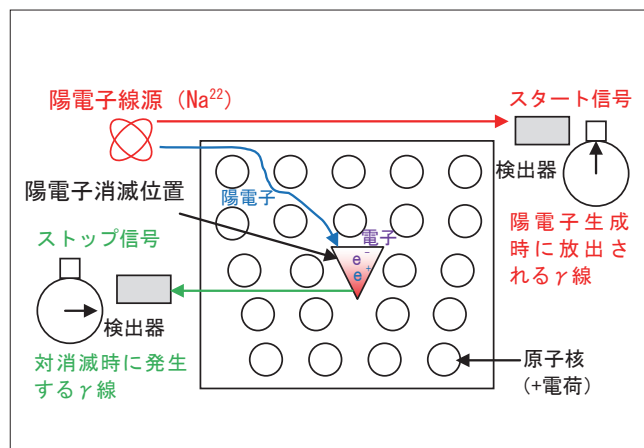 陽電子線源（Na22）
スタート信号
検出器
陽電子生成
時に放出さ
れるγ線
陽電子
陽電子消滅位置
電子
e-
e+
ストップ信号
検出器
対消滅時に発生
するγ線
原子核
(+電荷)